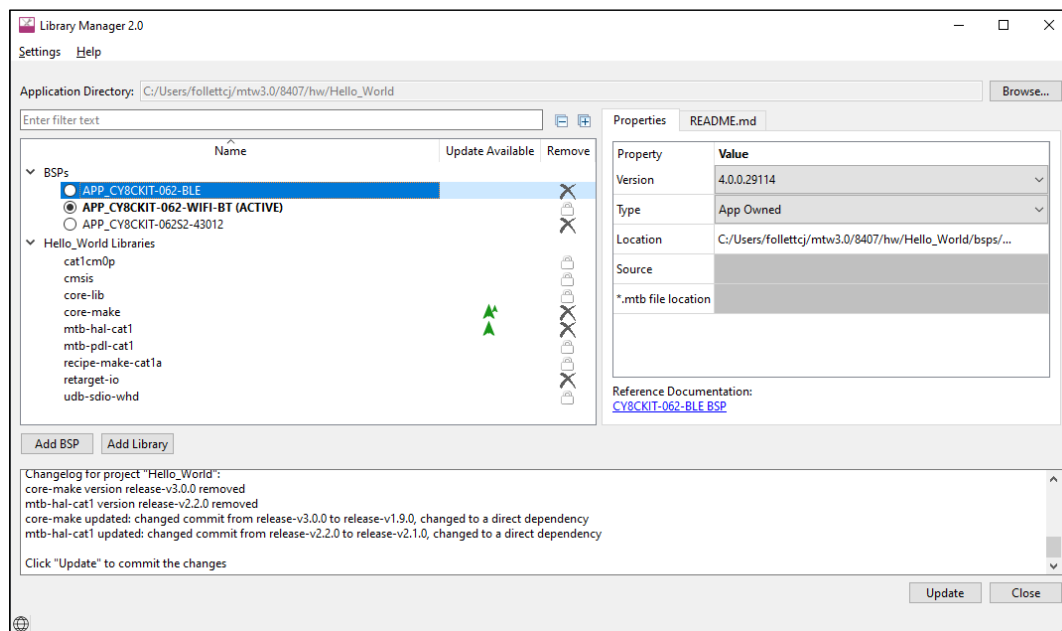 Library Manager 2.0
Settings Help
Application Directory: C:/Users/follettcj/mtw3.0/8407/hw/Hello_World Browse...
Enter filter text
Name Update Available Remove
BSPs
APP_CY8CKIT-062-BLE
APP_CY8CKIT-062-WIFI-BT (ACTIVE)
APP_CY8CKIT-062S2-43012
Hello_World Libraries
cat1cm0p
cmsis
core-lib
core-make
mtb-hal-cat1
mtb-pdl-cat1
recipe-make-cat1a
retarget-io
udb-sdio-whd
Properties README.md
Property Value
Version 4.0.0.29114
Type App Owned
Location C:/Users/follettcj/mtw3.0/8407/hw/Hello_World/bsps/...
Source
*.mtb file location
Reference Documentation:
CY8CKIT-062-BLE BSP
Add BSP Add Library
Changelog for project "Hello_World":
core-make version release-v3.0.0 removed
mtb-hal-cat1 version release-v2.2.0 removed
core-make updated: changed commit from release-v3.0.0 to release-v1.9.0, changed to a direct dependency
mtb-hal-cat1 updated: changed commit from release-v2.2.0 to release-v2.1.0, changed to a direct dependency
Click "Update" to commit the changes
Update Close